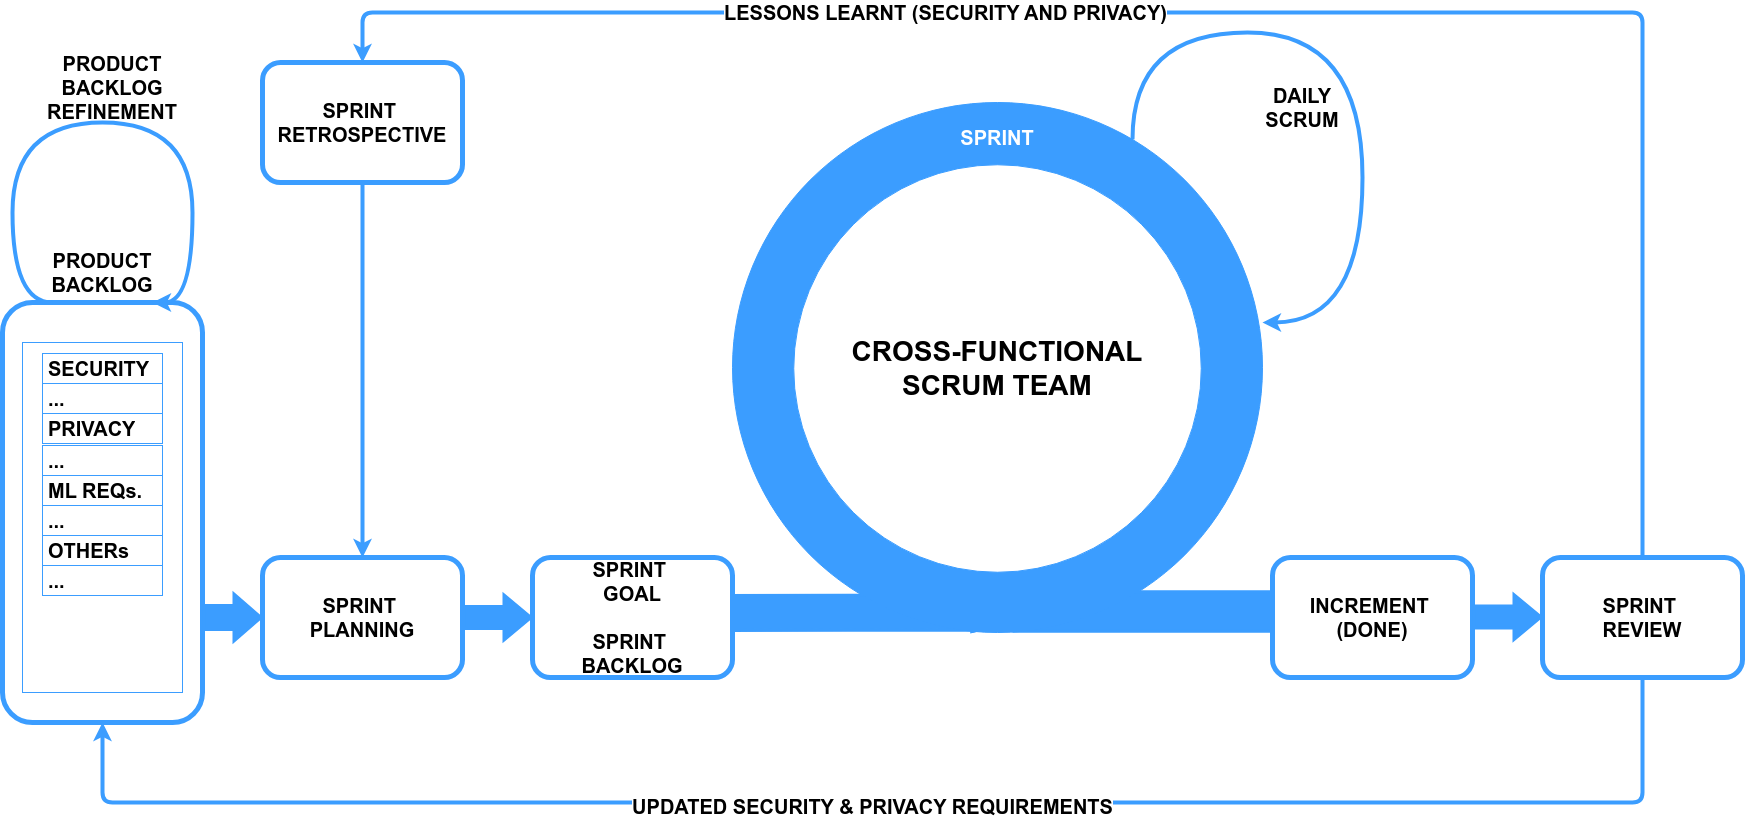 LESSONS LEARNT (SECURITY AND PRIVACY)
PRODUCT
BACKLOG
REFINEMENT
SPRINT
RETROSPECTIVE
SPRINT
DAILY
SCRUM
PRODUCT
BACKLOG
SECURITY
...
PRIVACY
...
ML REQs.
...
OTHERs
...
CROSS-FUNCTIONAL
SCRUM TEAM
SPRINT
PLANNING
SPRINT
GOAL
SPRINT
BACKLOG
INCREMENT
(DONE)
SPRINT
REVIEW
UPDATED SECURITY & PRIVACY REQUIREMENTS